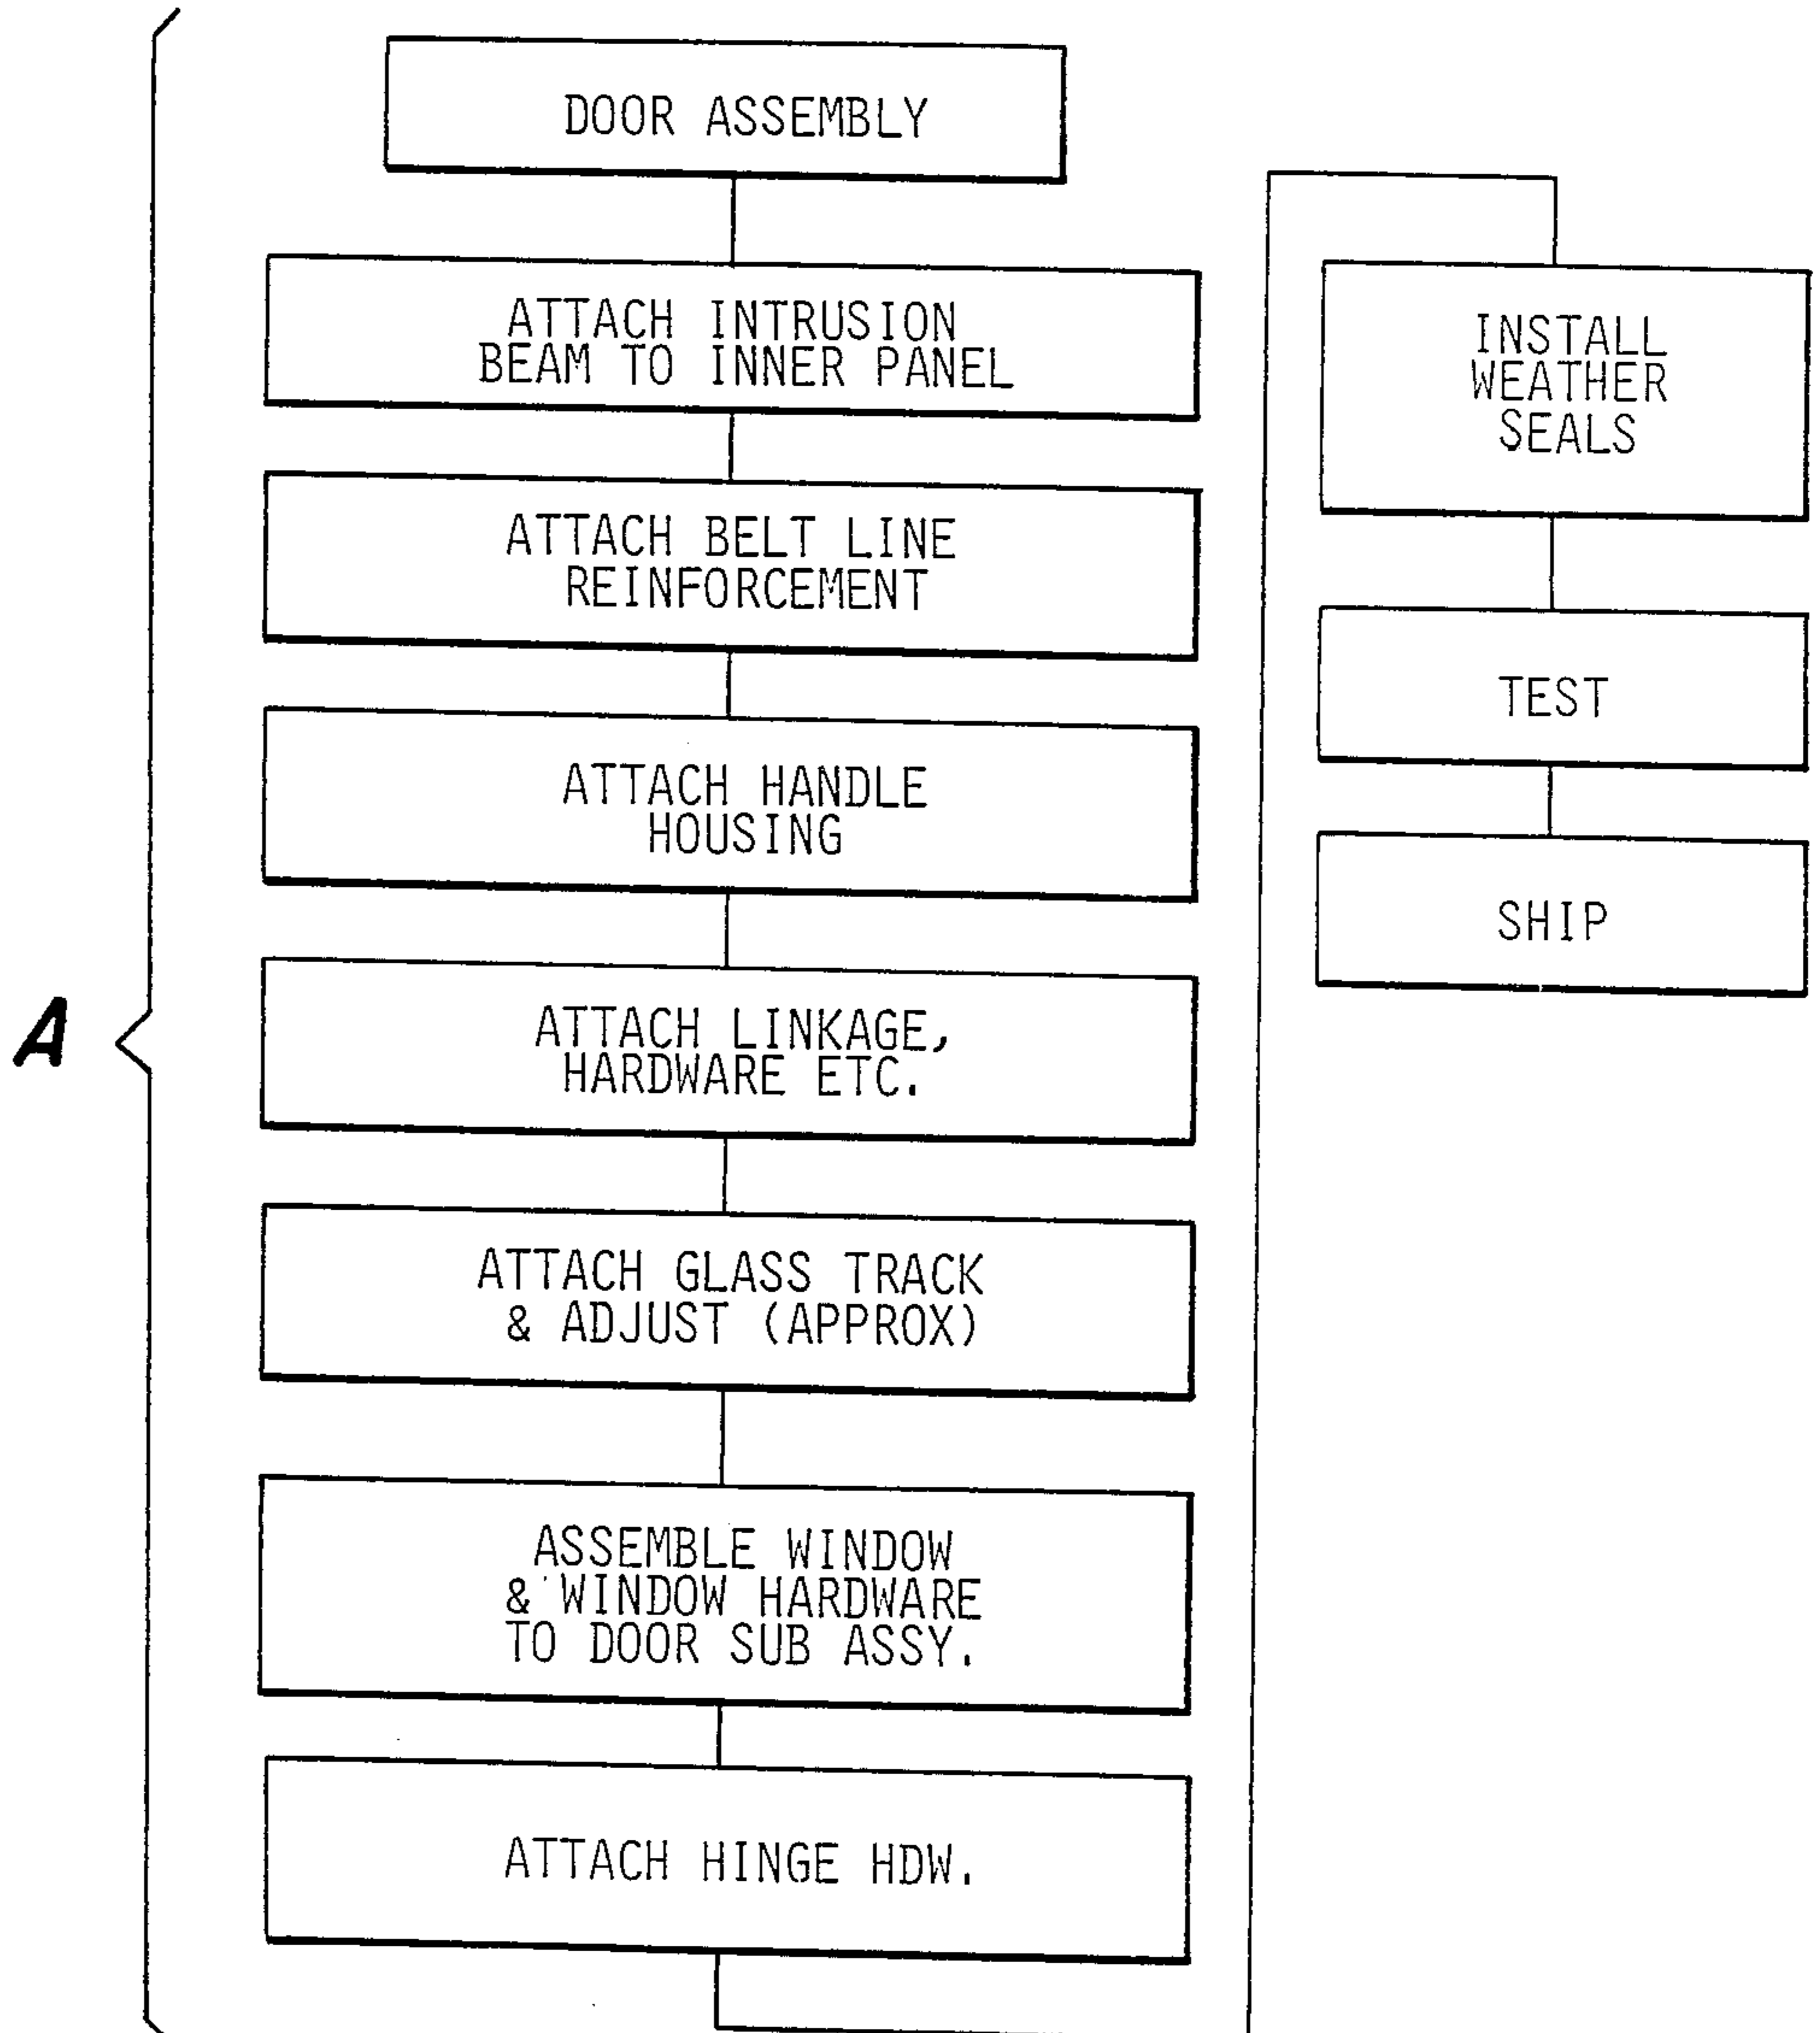 DOOR ASSEMBLY
ATTACH INTRUSION
BEAM TO INNER PANEL
ATTACH BELT LINE
REINFORCEMENT
ATTACH HANDLE
HOUSING
ATTACH LINKAGE,
HARDWARE ETC.
ATTACH GLASS TRACK
& ADJUST (APPROX)
ASSEMBLE WINDOW
& WINDOW HARDWARE
TO DOOR SUB ASSY.
ATTACH HINGE HDW.
A
INSTALL
WEATHER
SEALS
TEST
SHIP